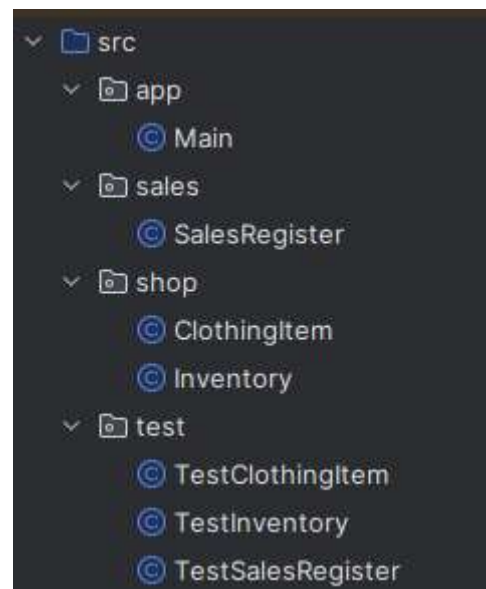 src
app
Main
sales
SalesRegister
shop
ClothingItem
Inventory
test
TestClothingItem
TestInventory
TestSalesRegister